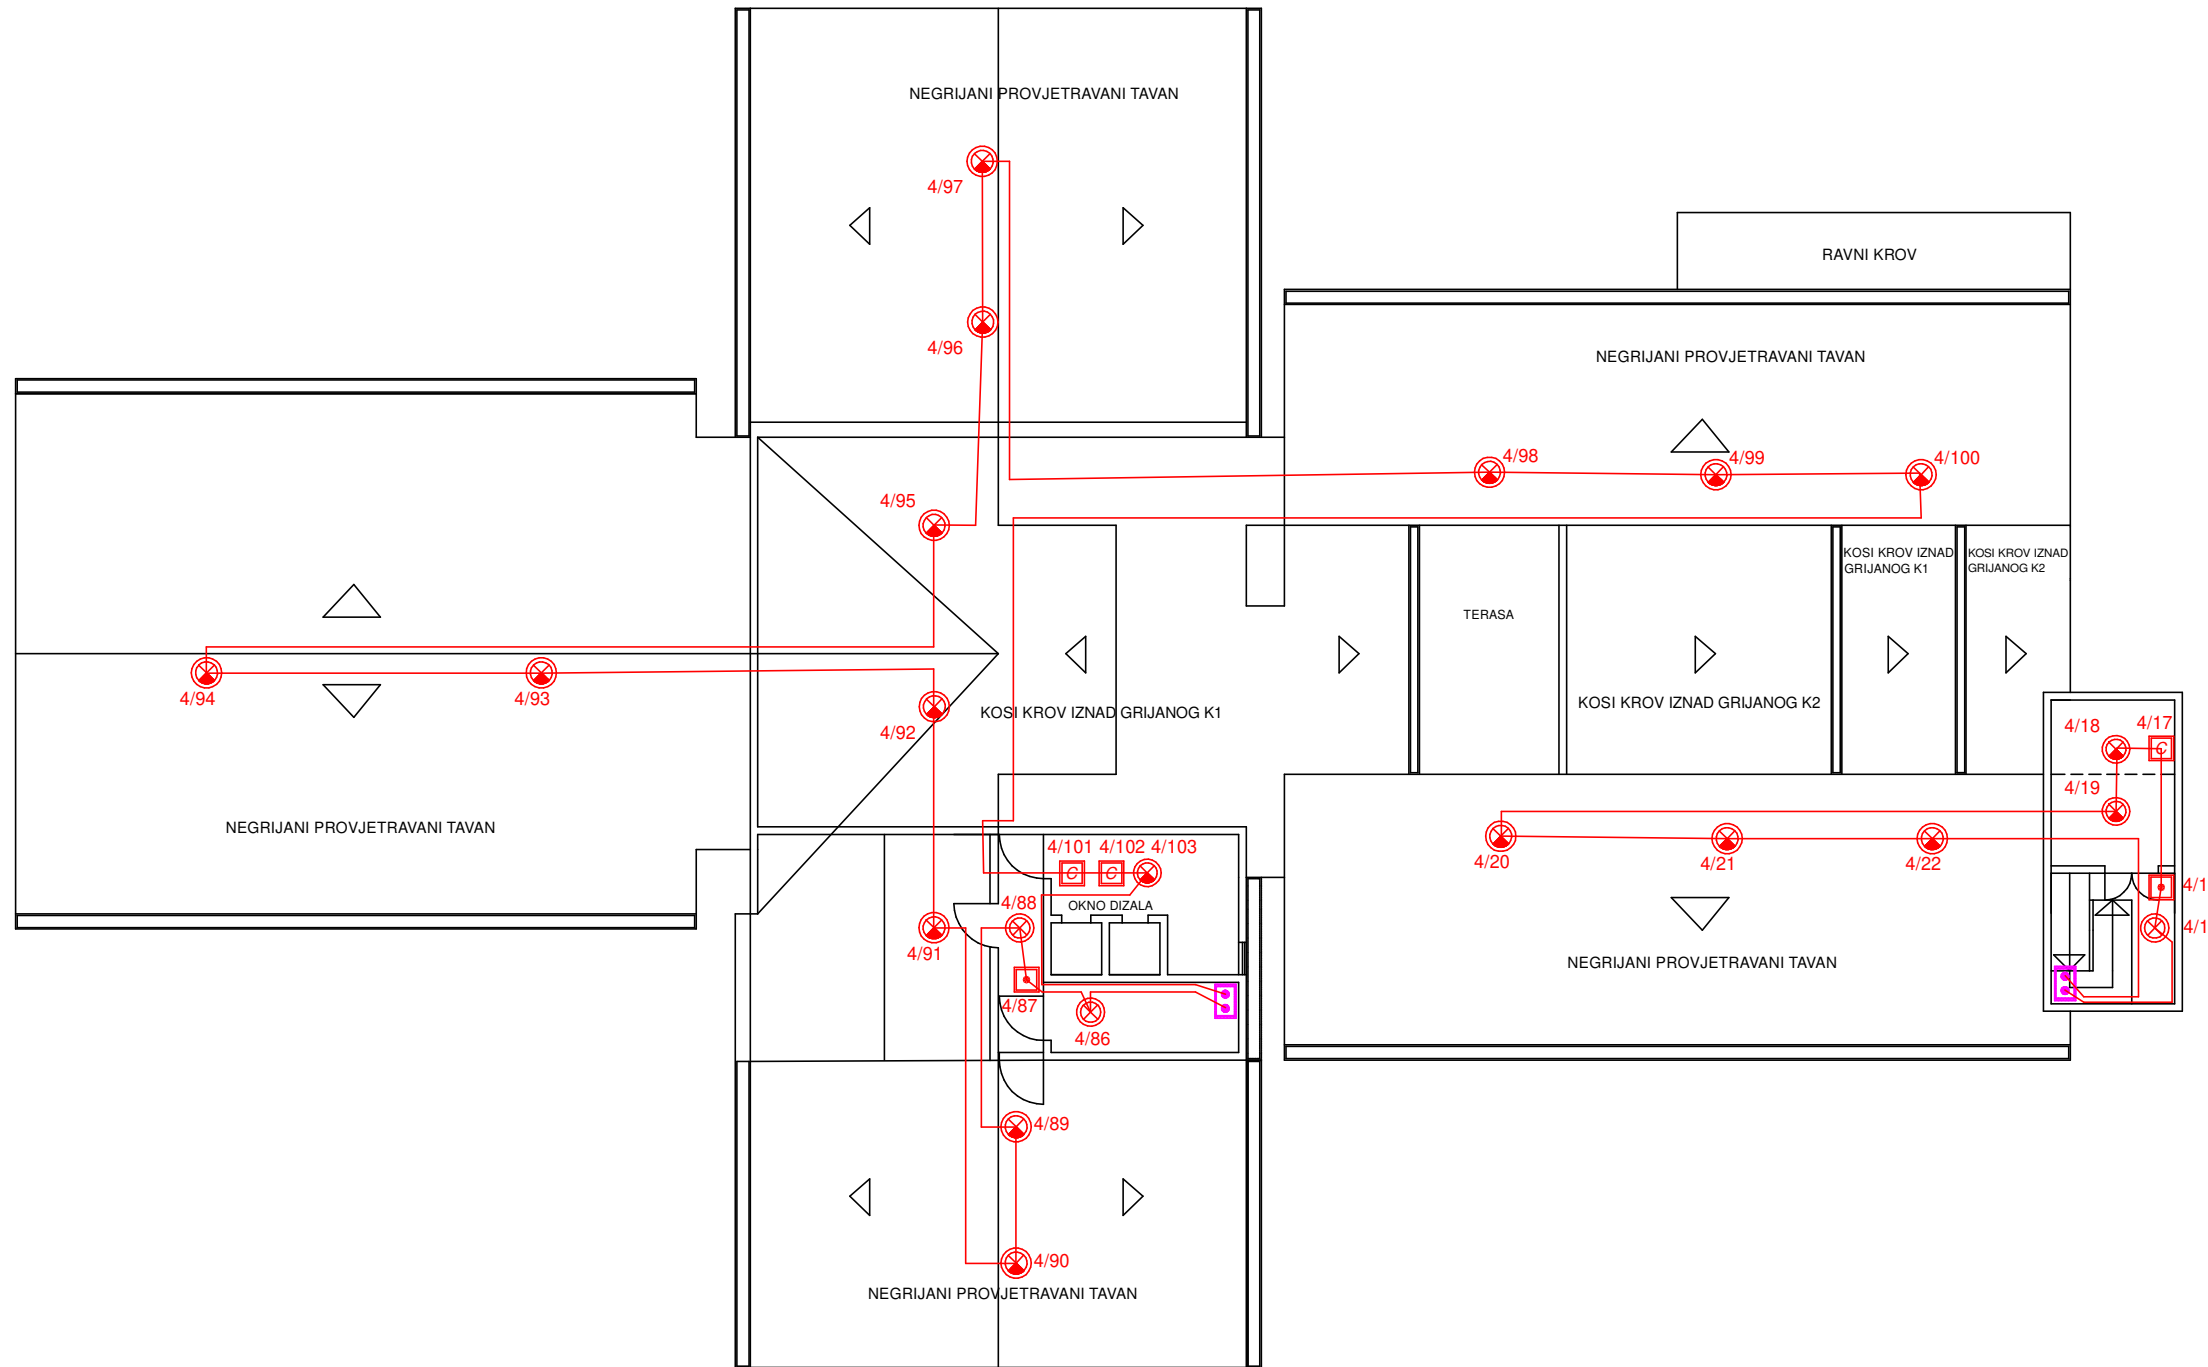 NEGRIJANI PROVJETRAVANI TAVAN
4/97
RAVNI KROV
4/96
NEGRIJANI PROVJETRAVANI TAVAN
4/98
4/99
4/100
4/95
KOSI KROV IZNAD
GRIJANOG K1
KOSI KROV IZNAD
GRIJANOG K2
TERASA
4/94
4/93
4/92
KOSI KROV IZNAD GRIJANOG K1
KOSI KROV IZNAD GRIJANOG K2
4/18
4/17
C
4/19
NEGRIJANI PROVJETRAVANI TAVAN
4/101
4/102
4/103
C
C
4/20
4/21
4/22
4/1
4/88
OKNO DIZALA
4/91
4/1
NEGRIJANI PROVJETRAVANI TAVAN
4/87
4/86
4/89
4/90
NEGRIJANI PROVJETRAVANI TAVAN